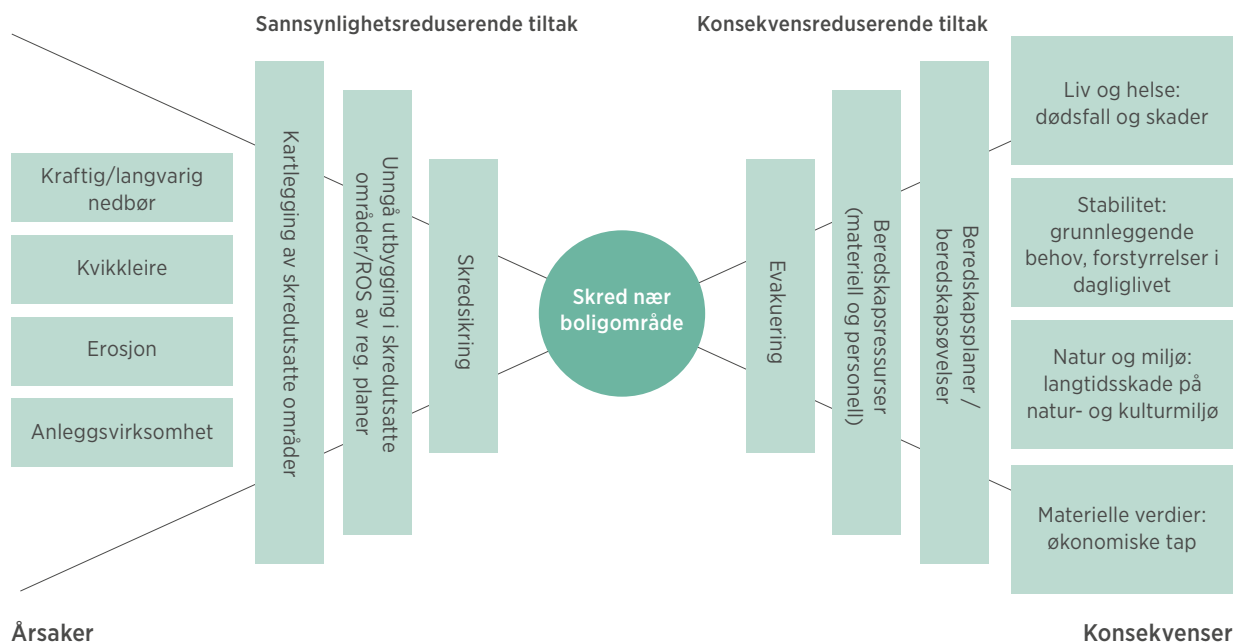 Sannsynlighetsreduserende tiltak
Konsekvensreduserende tiltak
Kraftig/langvarig
nedbør
Kvikkleire
Erosjon
Anleggsvirksomhet
Kartlegging av skredutsatte områder
Unngå utbygging i skredutsatte
områder/ROS av reg. planer
Skredsikring
Skred nær
boligområde
Evakuering
Beredskapsressurser
(materiell og personell)
Beredskapsplaner /
beredskapsøvelser
Liv og helse:
dødsfall og skader
Stabilitet:
grunnleggende
behov, forstyrrelser i
dagliglivet
Natur og miljø:
langtidsskade på
natur- og kulturmiljø
Materielle verdier:
økonomiske tap
Årsaker
Konsekvenser